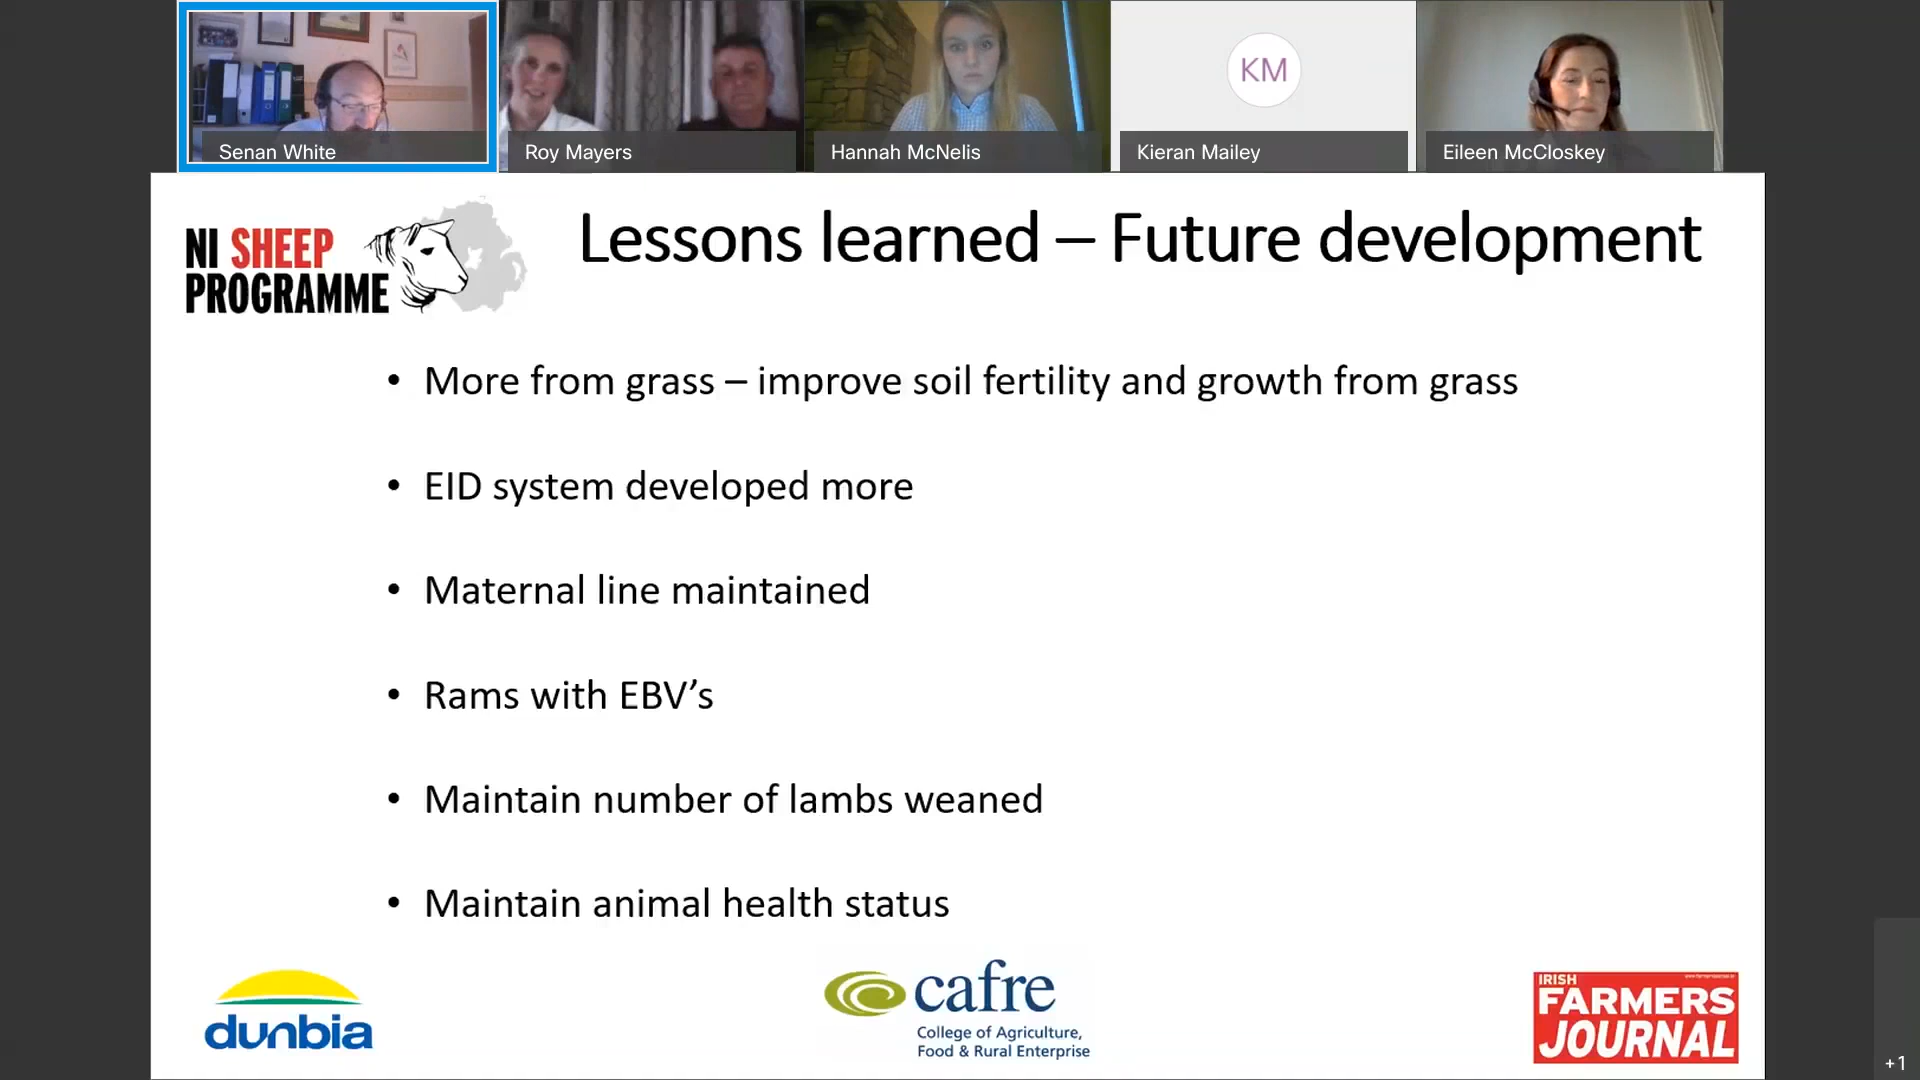 Senan White
Roy Mayers
Hannah McNelis
KM
Kieran Mailey
Eileen McCloskey
NI SHEEP
PROGRAMME
Lessons learned – Future development
• More from grass – improve soil fertility and growth from grass
• EID system developed more
• Maternal line maintained
• Rams with EBV’s
• Maintain number of lambs weaned
• Maintain animal health status
dunbia
cafre
College of Agriculture,
Food & Rural Enterprise
IRISH
FARMERS
JOURNAL
+1